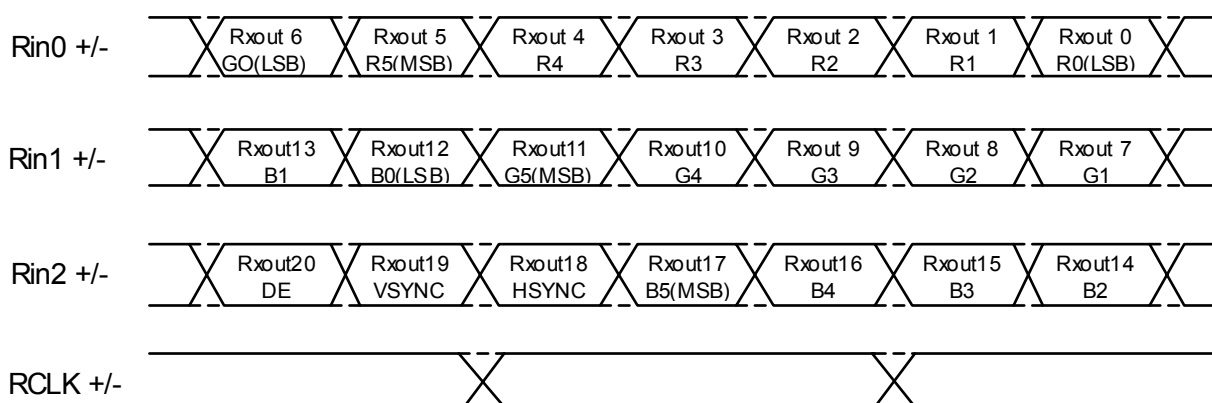 Rin0 +/-
Rxout 6 Rxout 5 Rxout 4 Rxout 3 Rxout 2 Rxout 1 Rxout 0
GO(LSB) R5(MSB) R4 R3 R2 R1 R0(LSB)
Rin1 +/-
Rxout13 Rxout12 Rxout11 Rxout10 Rxout 9 Rxout 8 Rxout 7
B1 B0(LSB) G5(MSB) G4 G3 G2 G1
Rin2 +/-
Rxout20 Rxout19 Rxout18 Rxout17 Rxout16 Rxout15 Rxout14
DE VSYNC HSYNC B5(MSB) B4 B3 B2
RCLK +/-